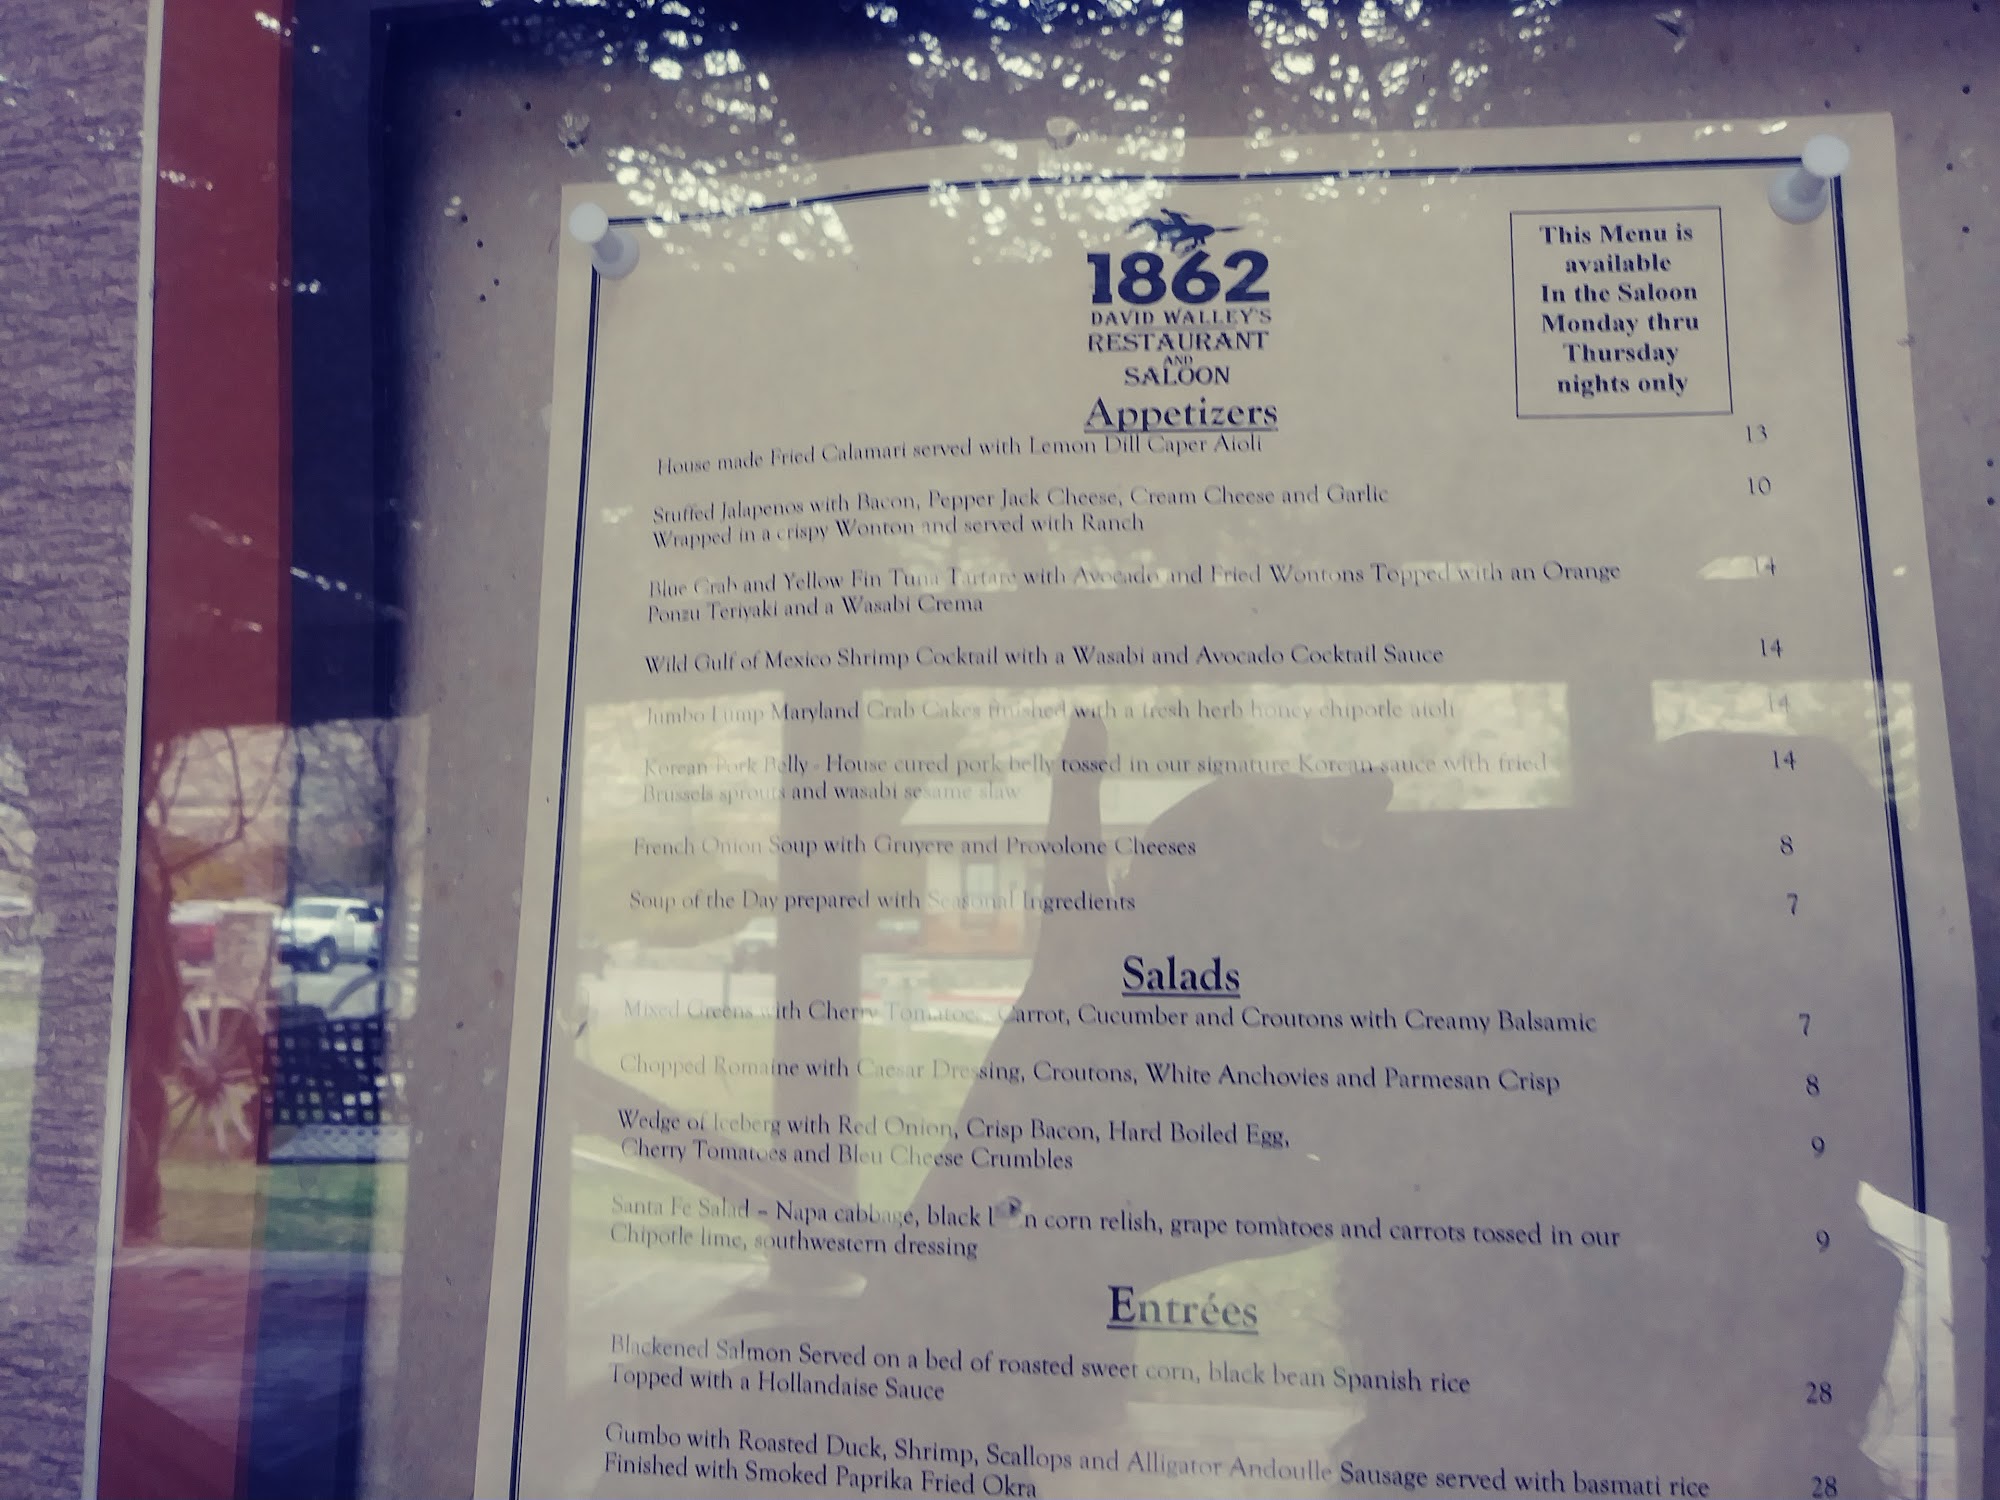 1862
DAVID WALLEY'S
RESTAURANT
AND
SALOON
This Menu is
available
In the Saloon
Monday thru
Thursday
nights only
Appetizers
House made Fried Calamari served with Lemon Dill Caper Aioli 13
Stuffed Jalapenos with Bacon, Pepper Jack Cheese, Cream Cheese and Garlic 10
Wrapped in a crispy Wonton and served with Ranch
Blue Crab and Yellow Fin Tuna Tartare with Avocado and Fried Wontons Topped with an Orange 14
Ponzu Teriyaki and a Wasabi Crema
Wild Gulf of Mexico Shrimp Cocktail with a Wasabi and Avocado Cocktail Sauce 14
Jumbo Lump Maryland Crab Cakes finished with a fresh herb honey chipotle aioli 14
Korean Pork Belly - House cured pork belly tossed in our signature Korean sauce with fried 14
Brussels sprouts and wasabi sesame slaw
French Onion Soup with Gruyere and Provolone Cheeses 8
Soup of the Day prepared with Seasonal Ingredients 7
Salads
Mixed Greens with Cherry Tomatoes, Carrot, Cucumber and Croutons with Creamy Balsamic 7
Chopped Romaine with Caesar Dressing, Croutons, White Anchovies and Parmesan Crisp 8
Wedge of Iceberg with Red Onion, Crisp Bacon, Hard Boiled Egg, 9
Cherry Tomatoes and Bleu Cheese Crumbles
Santa Fe Salad – Napa cabbage, black corn relish, grape tomatoes and carrots tossed in our 9
Chipotle lime, southwestern dressing
Entrées
Blackened Salmon Served on a bed of roasted sweet corn, black bean Spanish rice 28
Topped with a Hollandaise Sauce
Gumbo with Roasted Duck, Shrimp, Scallops and Alligator Andoulle Sausage served with basmati rice 28
Finished with Smoked Paprika Fried Okra